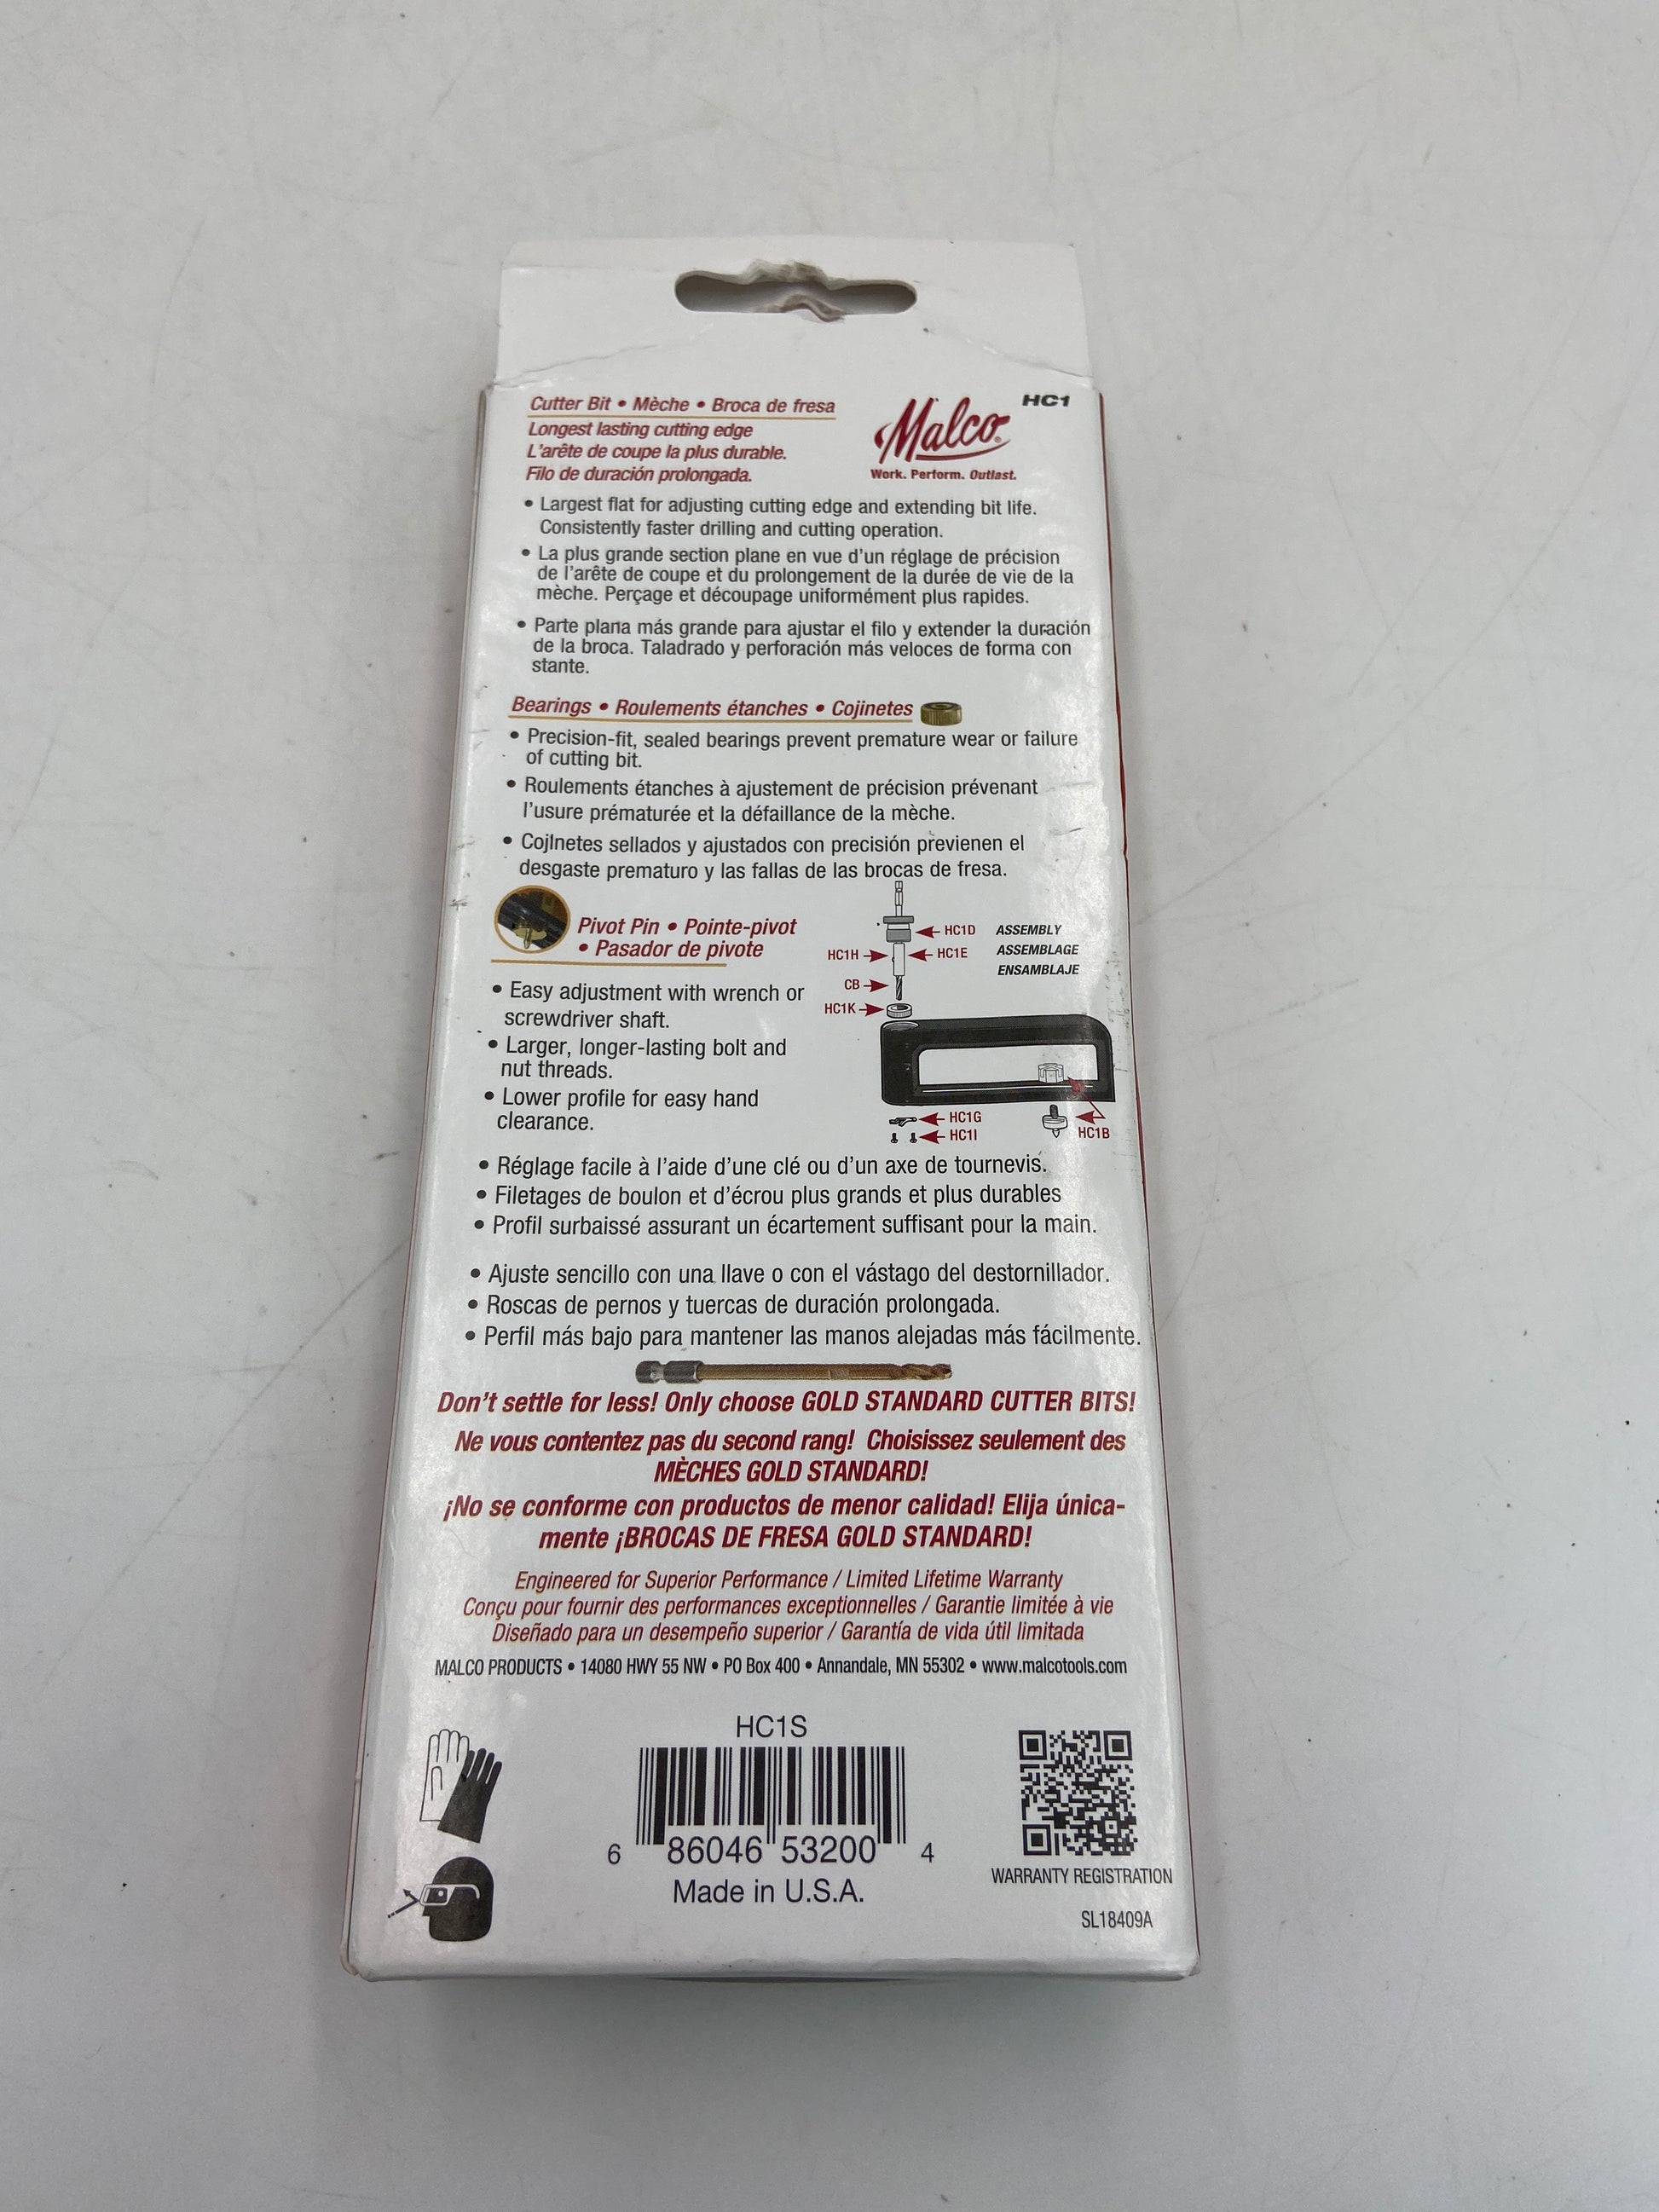 Cutter Bit • Mèche • Broca de fresa
Longest lasting cutting edge
L'arête de coupe la plus durable.
Filo de duración prolongada.
HC1
Malco®
Work. Perform. Outlast.
• Largest flat for adjusting cutting edge and extending bit life.
Consistently faster drilling and cutting operation.
• La plus grande section plane en vue d'un réglage de précision
de l'arête de coupe et du prolongement de la durée de vie de la
mèche. Perçage et découpage uniformément plus rapides.
• Parte plana más grande para ajustar el filo y extender la duración
de la broca. Taladrado y perforación más veloces de forma con
stante.
Bearings • Roulements étanches • Cojinetes
• Precision-fit, sealed bearings prevent premature wear or failure
of cutting bit.
• Roulements étanches à ajustement de précision prévenant
l'usure prématurée et la défaillance de la mèche.
• CojInetes sellados y ajustados con precisión previenen el
desgaste prematuro y las fallas de las brocas de fresa.
Pivot Pin • Pointe-pivot
• Pasador de pivote
• Easy adjustment with wrench or
screwdriver shaft.
• Larger, longer-lasting bolt and
nut threads.
• Lower profile for easy hand
clearance.
HC1D
HC1H
HC1E
CB
HC1K
ASSEMBLY
ASSEMBLAGE
ENSAMBLAJE
HC1G
HC1I
HC1B
• Réglage facile à l'aide d'une clé ou d'un axe de tournevis.
• Filetages de boulon et d'écrou plus grands et plus durables
• Profil surbaissé assurant un écartement suffisant pour la main.
• Ajuste sencillo con una llave o con el vástago del destornillador.
• Roscas de pernos y tuercas de duración prolongada.
• Perfil más bajo para mantener las manos alejadas más fácilmente.
Don't settle for less! Only choose GOLD STANDARD CUTTER BITS!
Ne vous contentez pas du second rang! Choisissez seulement des
MÈCHES GOLD STANDARD!
¡No se conforme con productos de menor calidad! Elija única-
mente ¡BROCAS DE FRESA GOLD STANDARD!
Engineered for Superior Performance / Limited Lifetime Warranty
Conçu pour fournir des performances exceptionnelles / Garantie limitée à vie
Diseñado para un desempeño superior / Garantía de vida útil limitada
MALCO PRODUCTS • 14080 HWY 55 NW • PO Box 400 • Annandale, MN 55302 • www.malcotools.com
HC1S
6 86046 53200 4
Made in U.S.A.
WARRANTY REGISTRATION
SL18409A